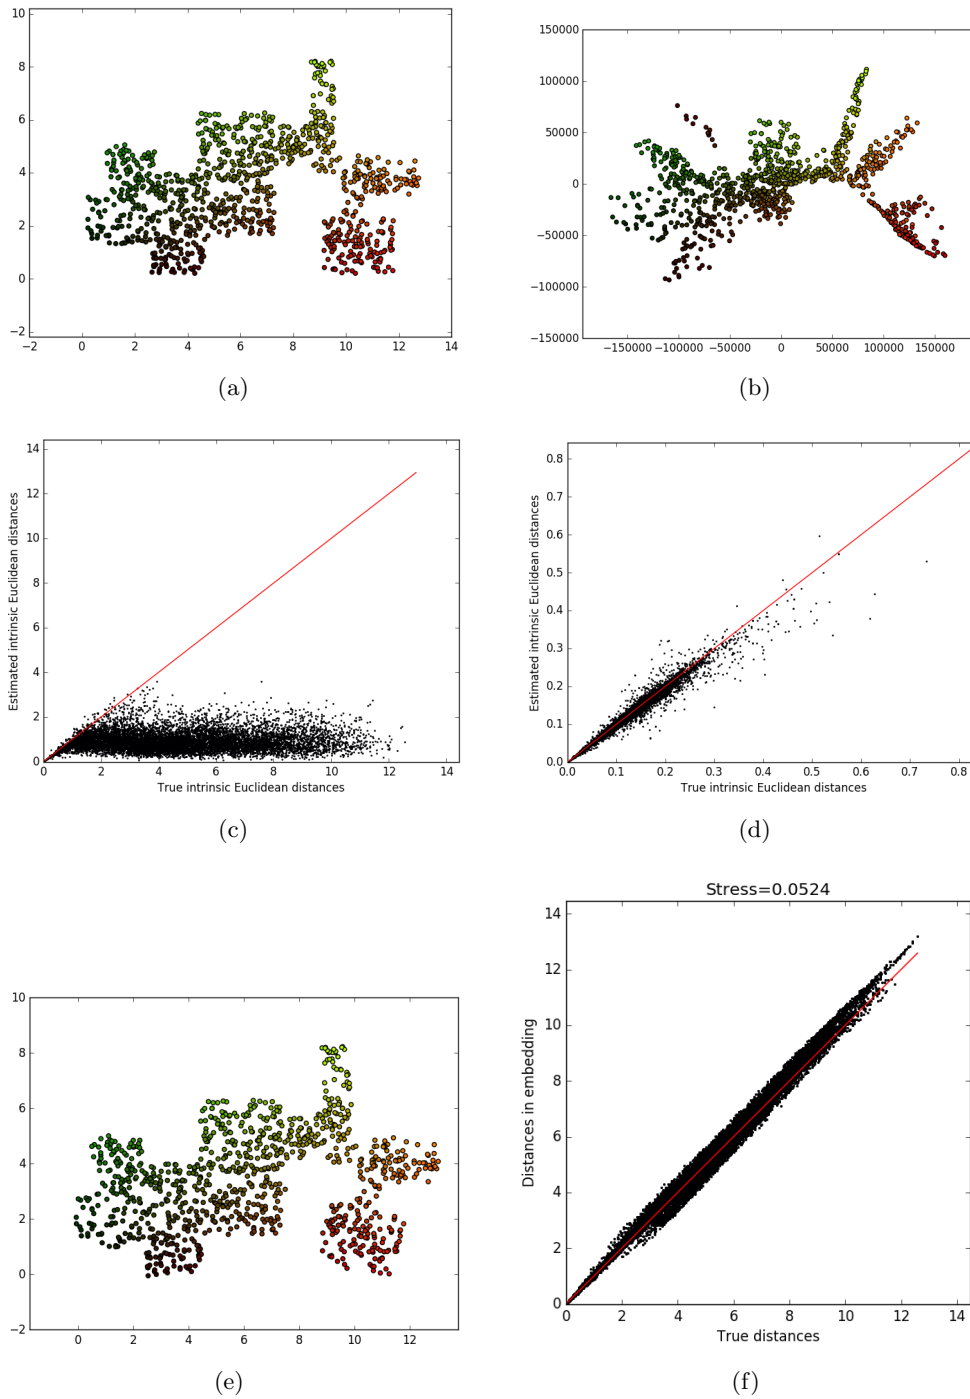 10
8
6
4
2
0
−2
−2 0 2 4 6 8 10 12 14
(a)
150000
100000
50000
0
−50000
−100000
−150000
−150000 −100000 −50000 0 50000 100000 150000
(b)
14
12
10
8
6
4
2
0
Estimated intrinsic Euclidean distances
0 2 4 6 8 10 12 14
True intrinsic Euclidean distances
(c)
0.8
0.7
0.6
0.5
0.4
0.3
0.2
0.1
0.0
Estimated intrinsic Euclidean distances
0.0 0.1 0.2 0.3 0.4 0.5 0.6 0.7 0.8
True intrinsic Euclidean distances
(d)
10
8
6
4
2
0
−2
0 2 4 6 8 10 12
(e)
Stress=0.0524
14
12
10
8
6
4
2
0
Distances in embedding
0 2 4 6 8 10 12 14
True distances
(f)